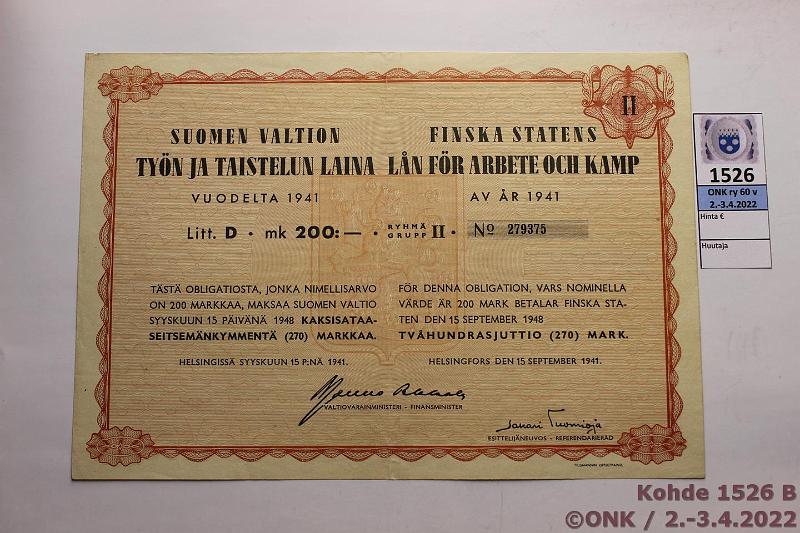 II
SUOMEN VALTION
TYÖN JA TAISTELUN LAINA
VUODELTA 1941
FINSKA STATENS
LÅN FÖR ARBETE OCH KAMP
AV ÅR 1941
Litt. D · mk 200:— · RYHMÄ GRUPP II · No 279375
TÄSTÄ OBLIGATIOSTA, JONKA NIMELLISARVO
ON 200 MARKKAA, MAKSAA SUOMEN VALTIO
SYYSKUUN 15 PÄIVÄNÄ 1948 KAKSISATAA-
SEITSEMÄNKYMMENTÄ (270) MARKKAA.
HELSINGISSÄ SYYSKUUN 15 P:NÄ 1941.
FÖR DENNA OBLIGATION, VARS NOMINELLA
VÄRDE ÄR 200 MARK BETALAR FINSKA STA-
TEN DEN 15 SEPTEMBER 1948
TVÅHUNDRASJUTTIO (270) MARK.
HELSINGFORS DEN 15 SEPTEMBER 1941.
VALTIOVARAINMINISTERI - FINANSMINISTER
Sakari Tuomioja
ESITTELIJÄNEUVOS - REFERENDARIERÅD
1526
ONK ry 60 v
2.-3.4.2022
Hinta €
Huutaja
Kohde 1526 B
©ONK / 2.-3.4.2022